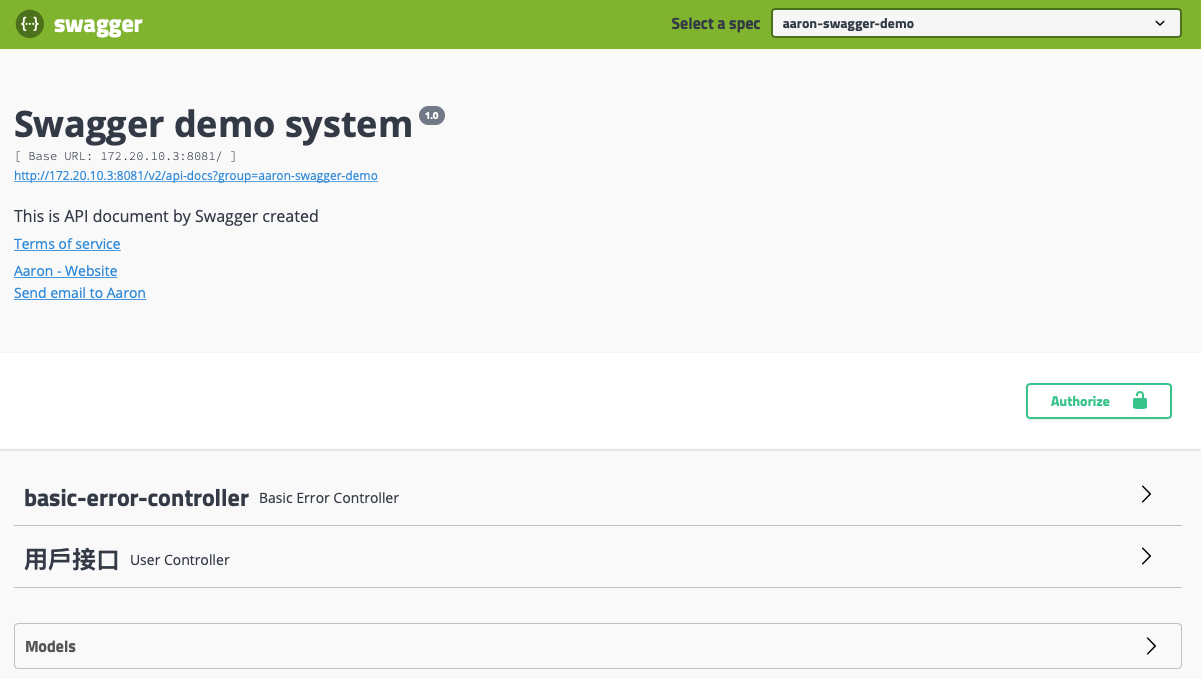 {···} swagger
Select a spec aaron-swagger-demo
Swagger demo system 1.0
[ Base URL: 172.20.10.3:8081/ ]
http://172.20.10.3:8081/v2/api-docs?group=aaron-swagger-demo
This is API document by Swagger created
Terms of service
Aaron - Website
Send email to Aaron
Authorize
basic-error-controller Basic Error Controller
用戶接口 User Controller
Models